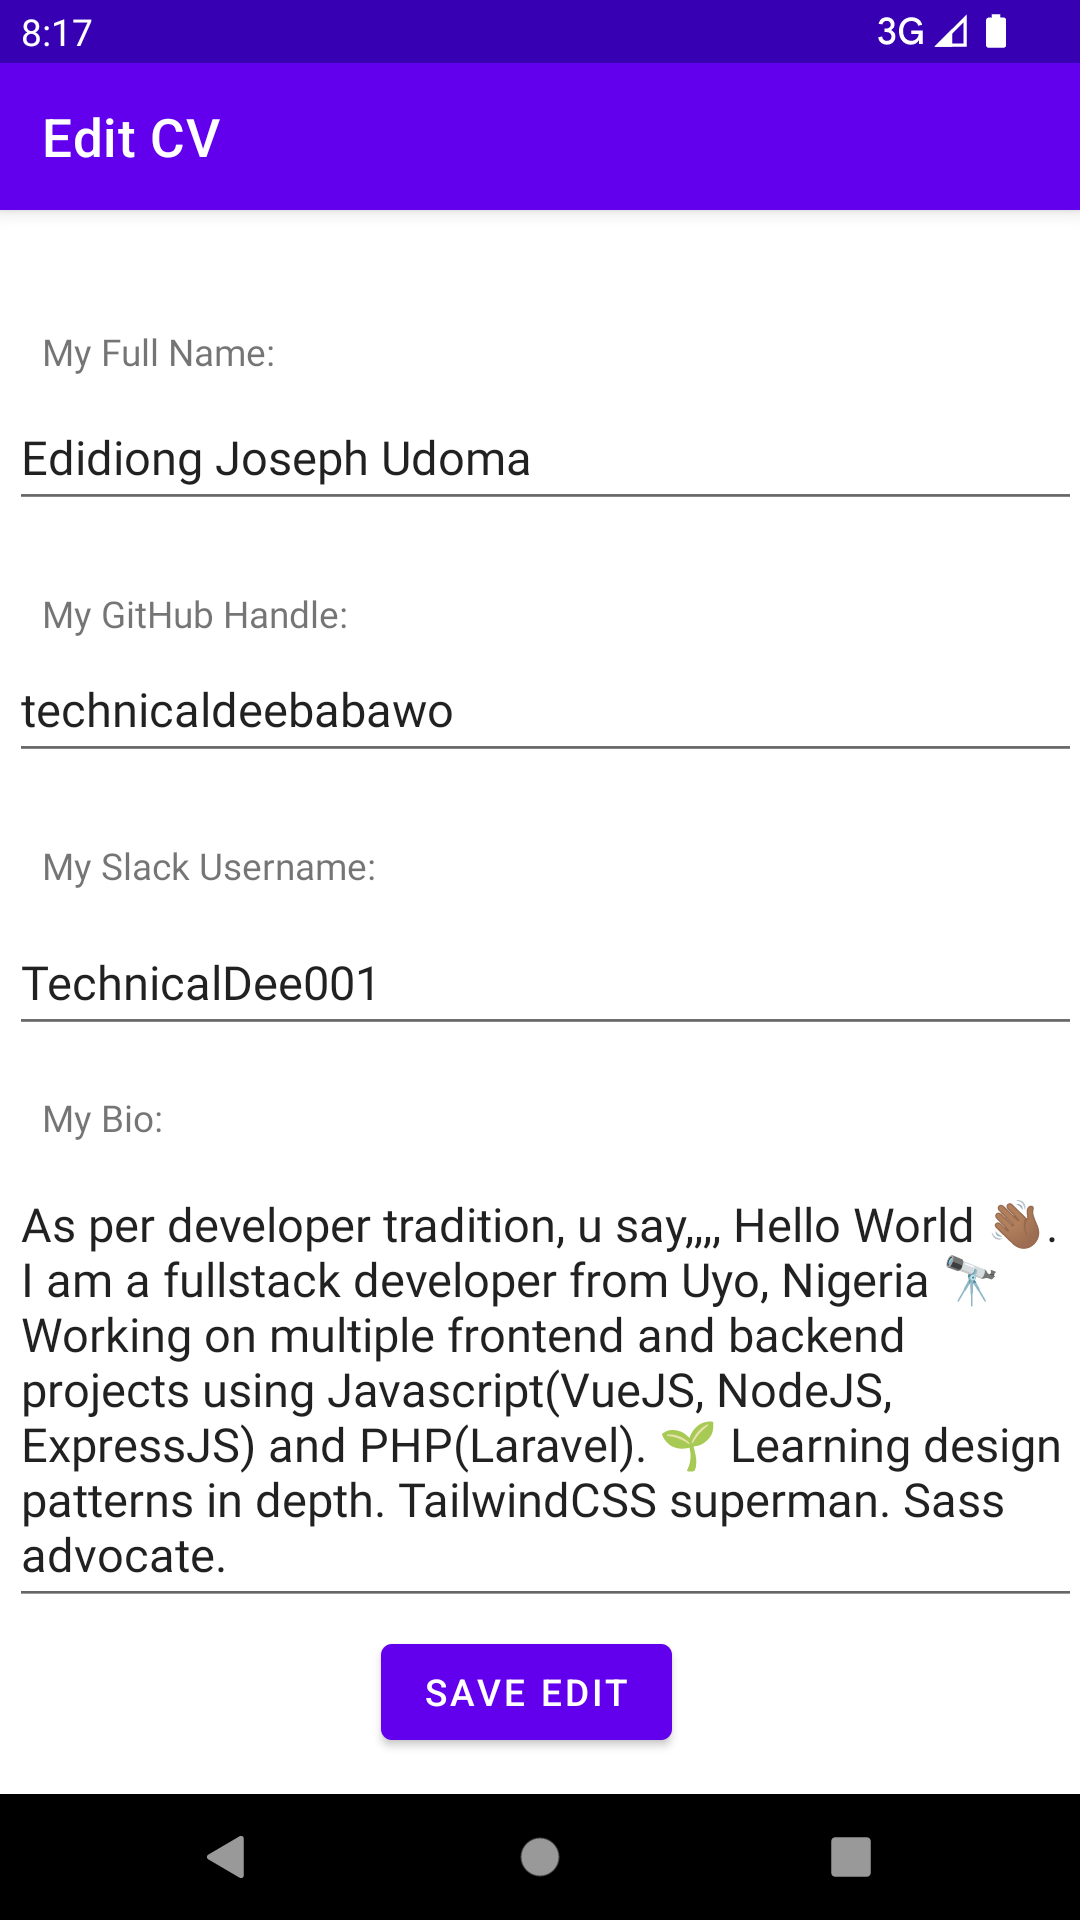 8:17 3G
Edit CV
My Full Name:
Edidiong Joseph Udoma
My GitHub Handle:
technicaldeebabawo
My Slack Username:
TechnicalDee001
My Bio:
As per developer tradition, u say,,,, Hello World 👋🏾.
I am a fullstack developer from Uyo, Nigeria 🔭
Working on multiple frontend and backend
projects using Javascript(VueJS, NodeJS,
ExpressJS) and PHP(Laravel). 🌱 Learning design
patterns in depth. TailwindCSS superman. Sass
advocate.
SAVE EDIT